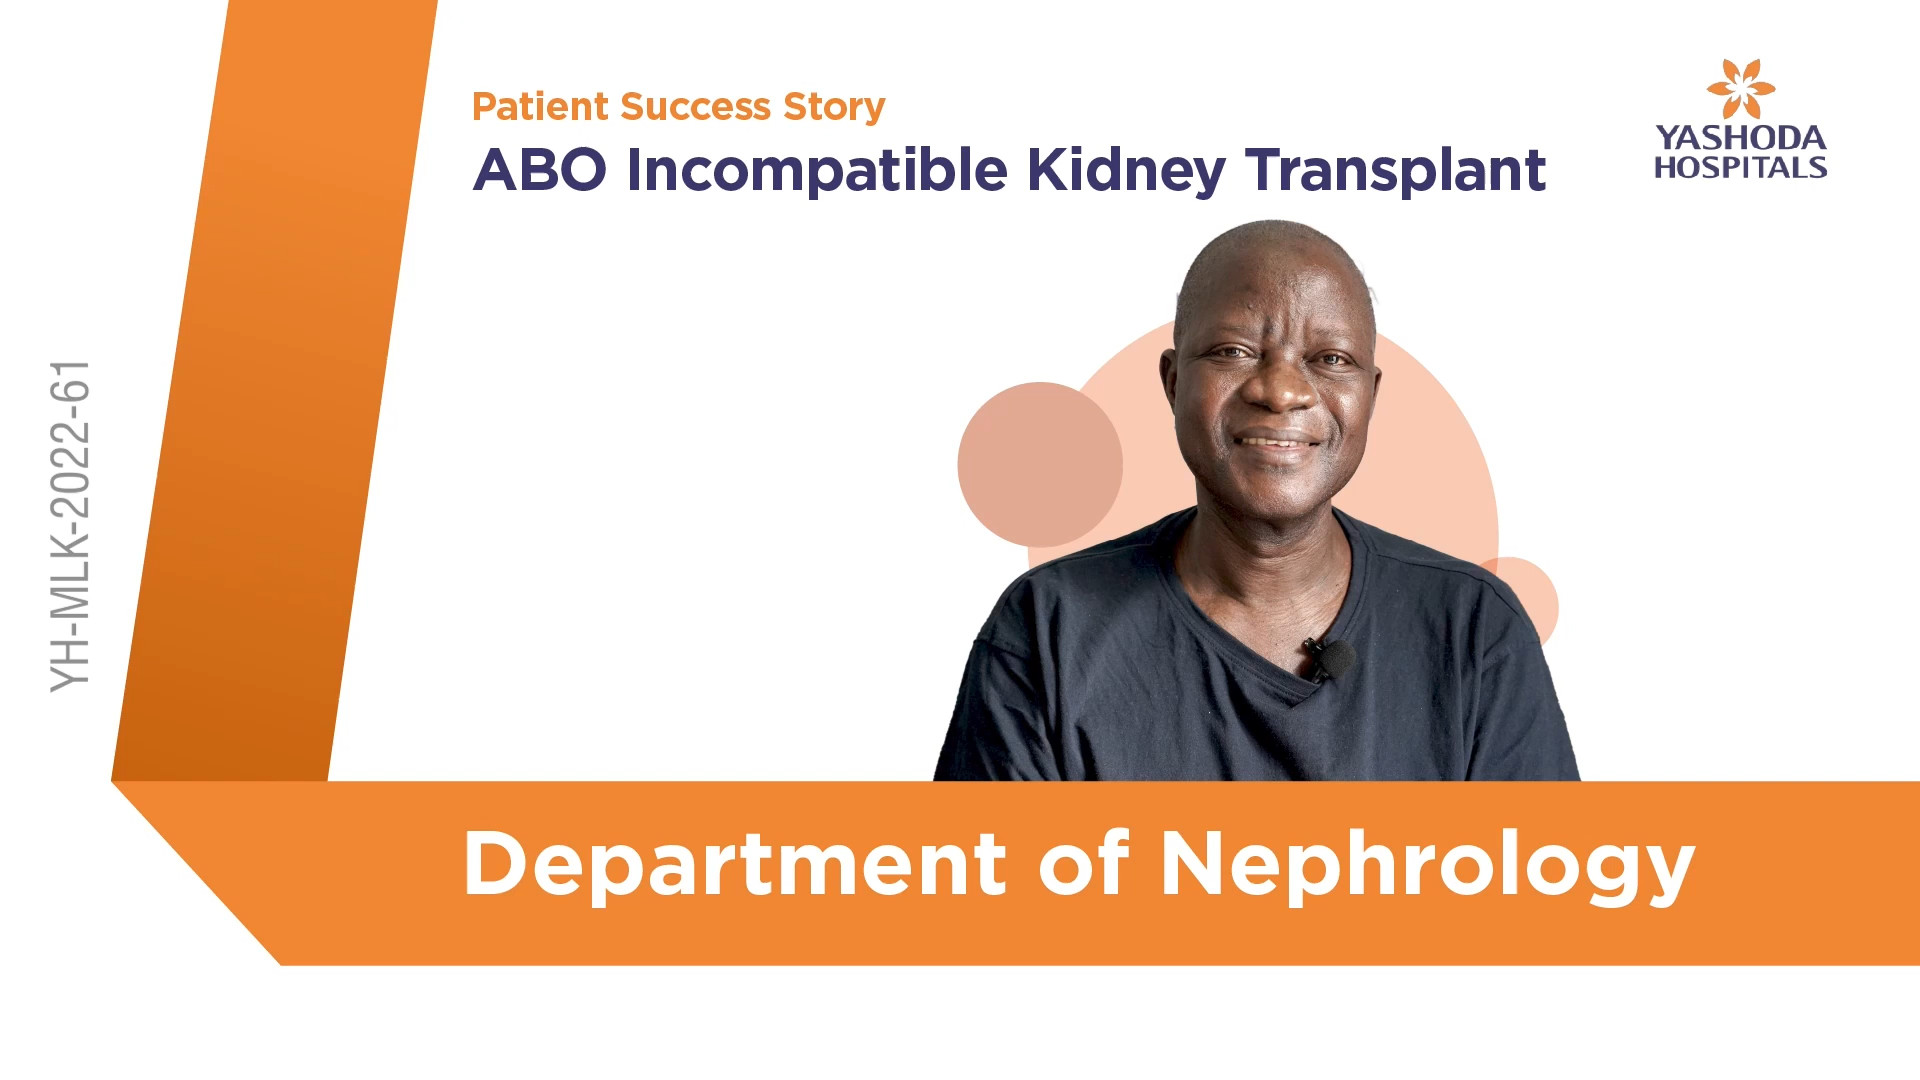 Patient Success Story
ABO Incompatible Kidney Transplant
YASHODA
HOSPITALS
YH-MLK-2022-61
Department of Nephrology